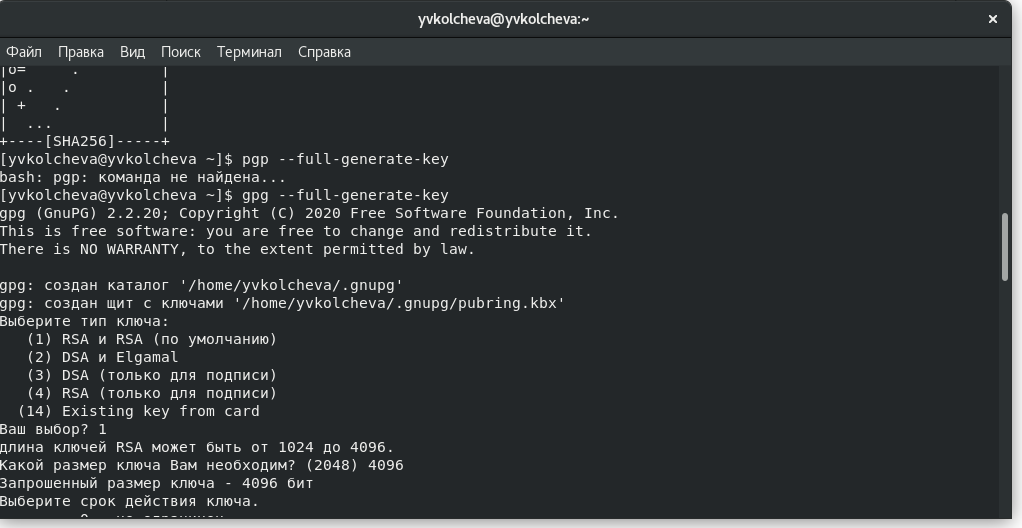 yvkolcheva@yvkolcheva:~
Файл Правка Вид Поиск Терминал Справка
|o=     .         |
|o .   .          |
| +   .           |
|  ...            |
+----[SHA256]-----+
[yvkolcheva@yvkolcheva ~]$ pgp --full-generate-key
bash: pgp: команда не найдена...
[yvkolcheva@yvkolcheva ~]$ gpg --full-generate-key
gpg (GnuPG) 2.2.20; Copyright (C) 2020 Free Software Foundation, Inc.
This is free software: you are free to change and redistribute it.
There is NO WARRANTY, to the extent permitted by law.
gpg: создан каталог '/home/yvkolcheva/.gnupg'
gpg: создан щит с ключами '/home/yvkolcheva/.gnupg/pubring.kbx'
Выберите тип ключа:
   (1) RSA и RSA (по умолчанию)
   (2) DSA и Elgamal
   (3) DSA (только для подписи)
   (4) RSA (только для подписи)
  (14) Existing key from card
Ваш выбор? 1
длина ключей RSA может быть от 1024 до 4096.
Какой размер ключа Вам необходим? (2048) 4096
Запрошенный размер ключа - 4096 бит
Выберите срок действия ключа.